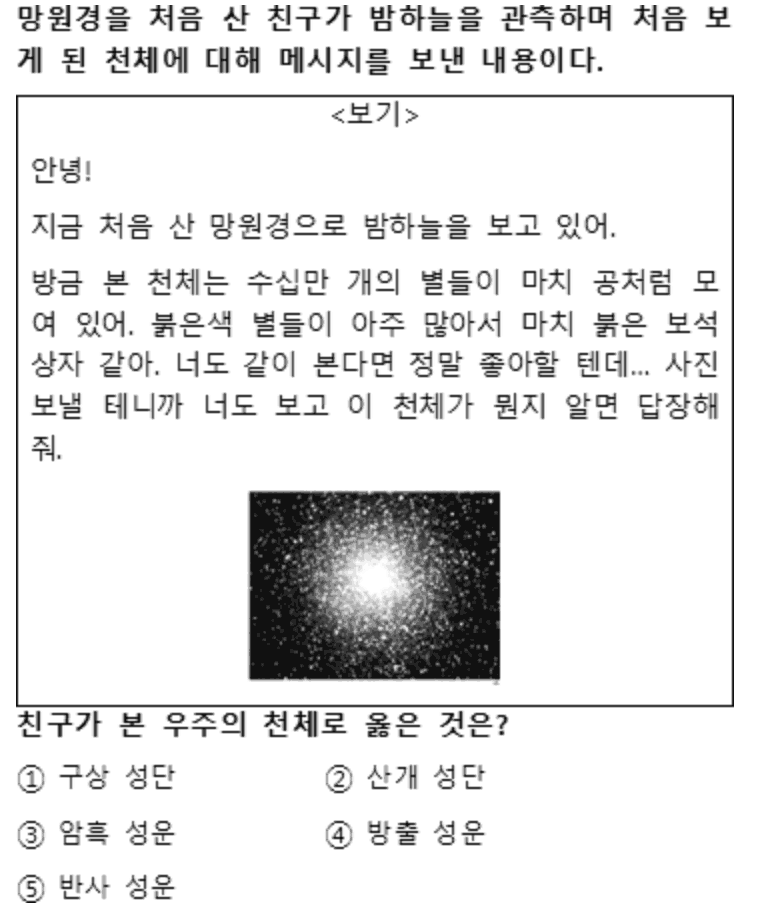 망원경을 처음 산 친구가 밤하늘을 관측하며 처음 보
게 된 천체에 대해 메시지를 보낸 내용이다.
<보기>
안녕!
지금 처음 산 망원경으로 밤하늘을 보고 있어.
방금 본 천체는 수십만 개의 별들이 마치 공처럼 모
여 있어. 붉은색 별들이 아주 많아서 마치 붉은 보석
상자 같아. 너도 같이 본다면 정말 좋아할 텐데... 사진
보낼 테니까 너도 보고 이 천체가 뭔지 알면 답장해
줘.
친구가 본 우주의 천체로 옳은 것은?
① 구상 성단 ② 산개 성단
③ 암흑 성운 ④ 방출 성운
⑤ 반사 성운